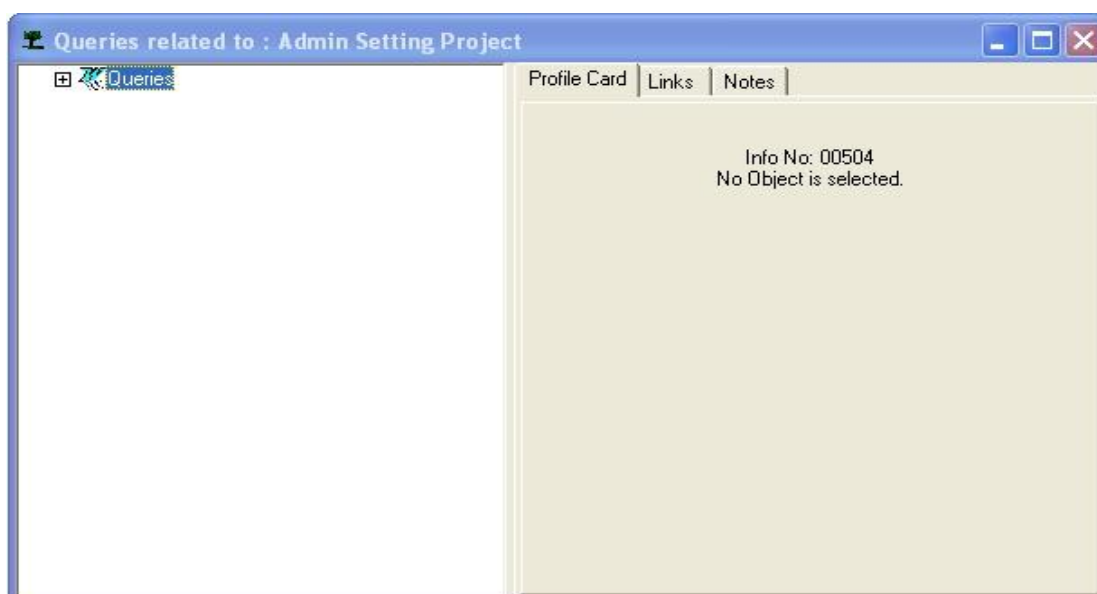 Queries related to : Admin Setting Project
Queries
Profile Card Links Notes
Info No: 00504
No Object is selected.